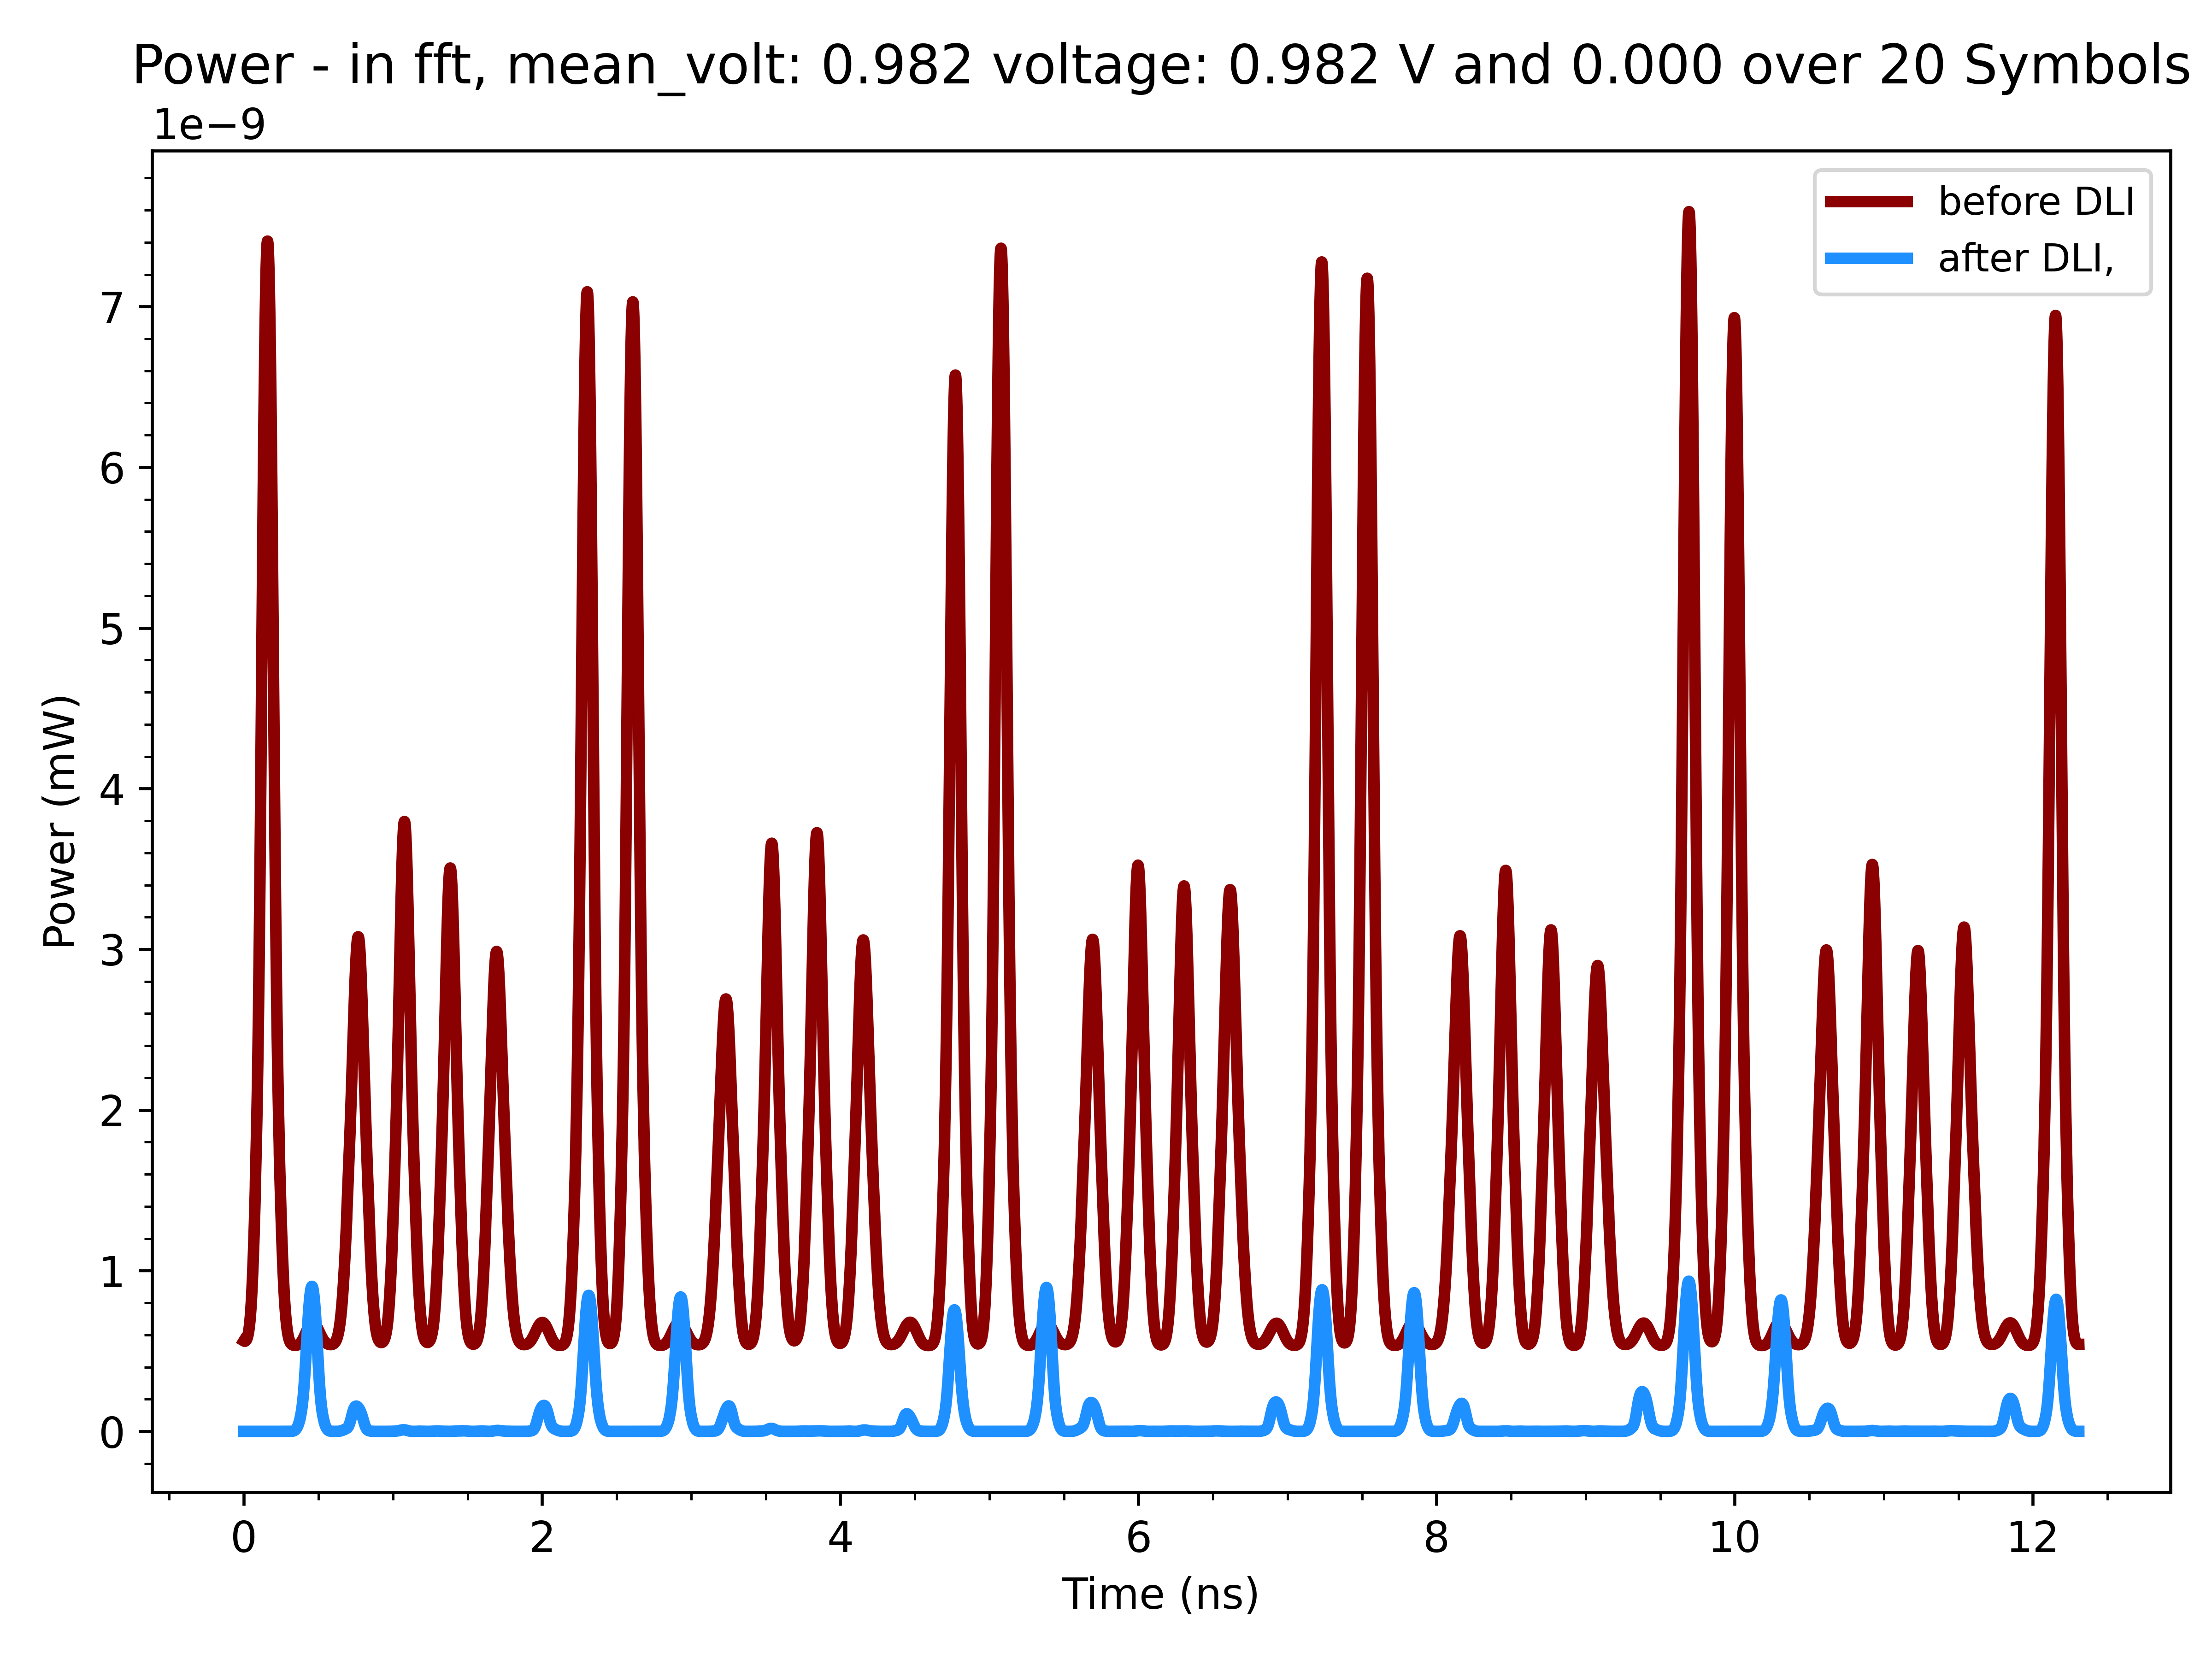 Power - in fft, mean_volt: 0.982 voltage: 0.982 V and 0.000 over 20 Symbols
1e−9
before DLI
after DLI,
7
6
5
4
3
2
1
0
Power (mW)
0 2 4 6 8 10 12
Time (ns)